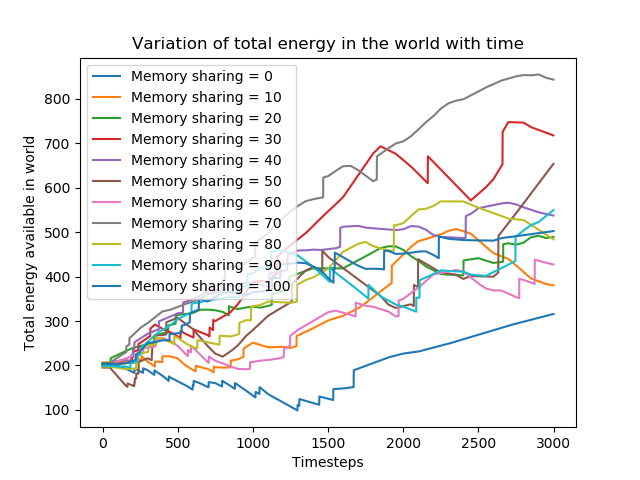 Variation of total energy in the world with time
Total energy available in world
800
700
600
500
400
300
200
100
Memory sharing = 0
Memory sharing = 10
Memory sharing = 20
Memory sharing = 30
Memory sharing = 40
Memory sharing = 50
Memory sharing = 60
Memory sharing = 70
Memory sharing = 80
Memory sharing = 90
Memory sharing = 100
0 500 1000 1500 2000 2500 3000
Timesteps